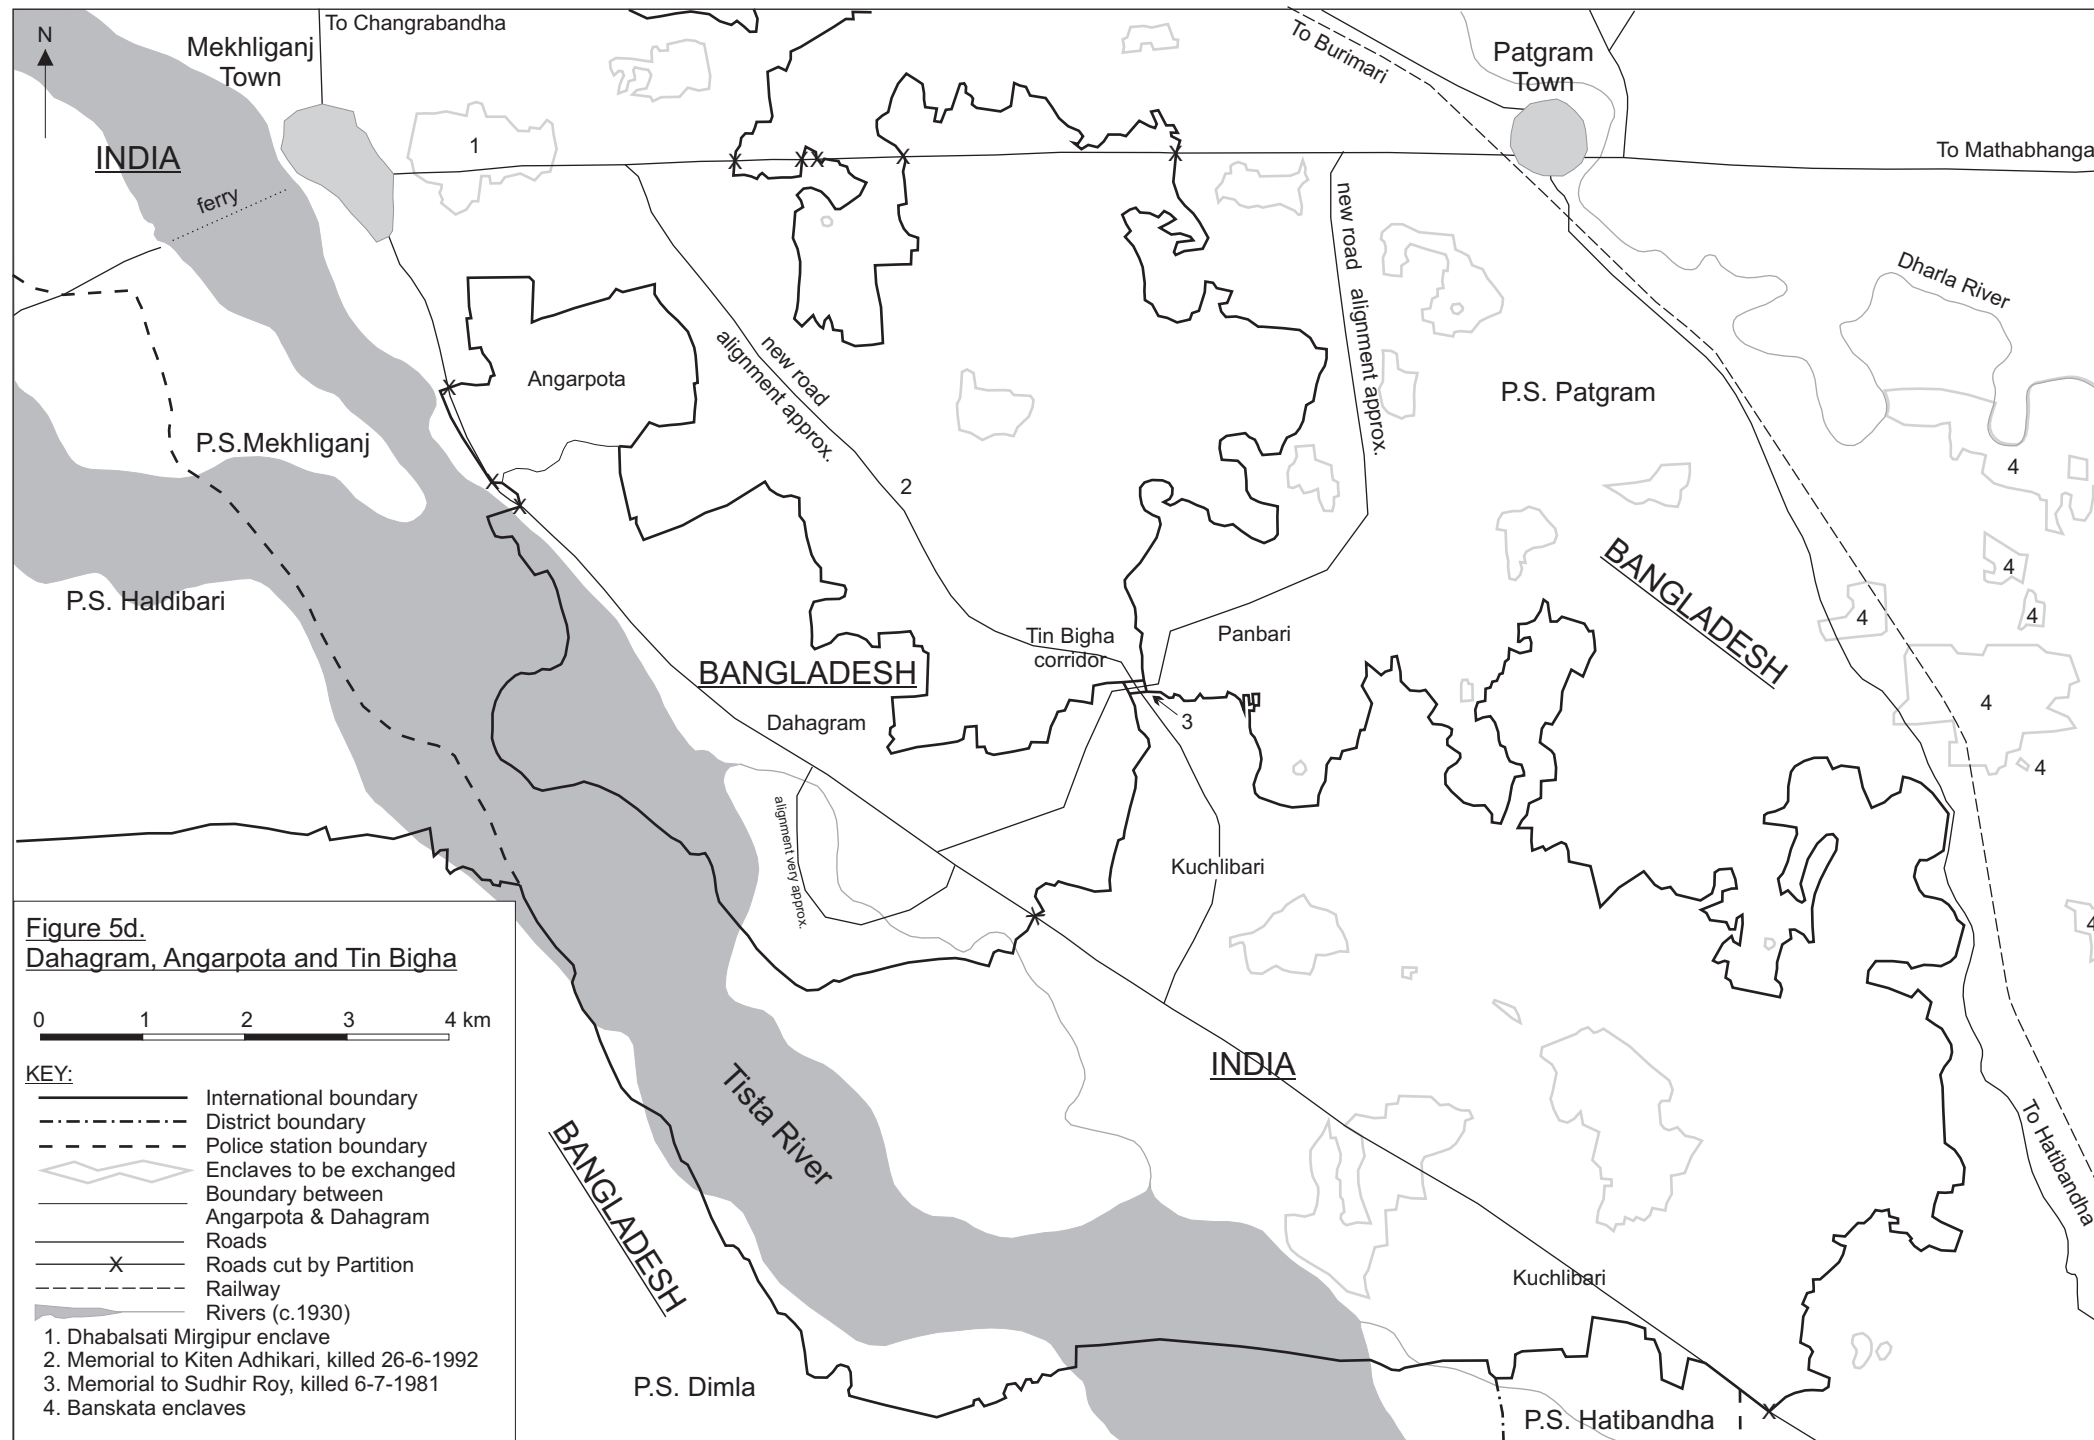 To Changrabandha
N
Mekhliganj
Town
To Burimari
Patgram
Town
1
INDIA
To Mathabhanga
ferry
new road alignment approx.
Dharla River
new road
alignment approx.
Angarpota
P.S. Patgram
P.S.Mekhliganj
4
2
BANGLADESH
4
P.S. Haldibari
4
4
Tin Bigha
corridor
Panbari
BANGLADESH
4
Dahagram
3
4
alignment very approx.
Kuchlibari
4
Figure 5d.
Dahagram, Angarpota and Tin Bigha
0 1 2 3 4 km
INDIA
Tista River
KEY:
International boundary
District boundary
Police station boundary
Enclaves to be exchanged
Boundary between
Angarpota & Dahagram
Roads
X Roads cut by Partition
Railway
Rivers (c.1930)
1. Dhabalsati Mirgipur enclave
2. Memorial to Kiten Adhikari, killed 26-6-1992
3. Memorial to Sudhir Roy, killed 6-7-1981
4. Banskata enclaves
BANGLADESH
To Hatibandha
Kuchlibari
P.S. Dimla
P.S. Hatibandha